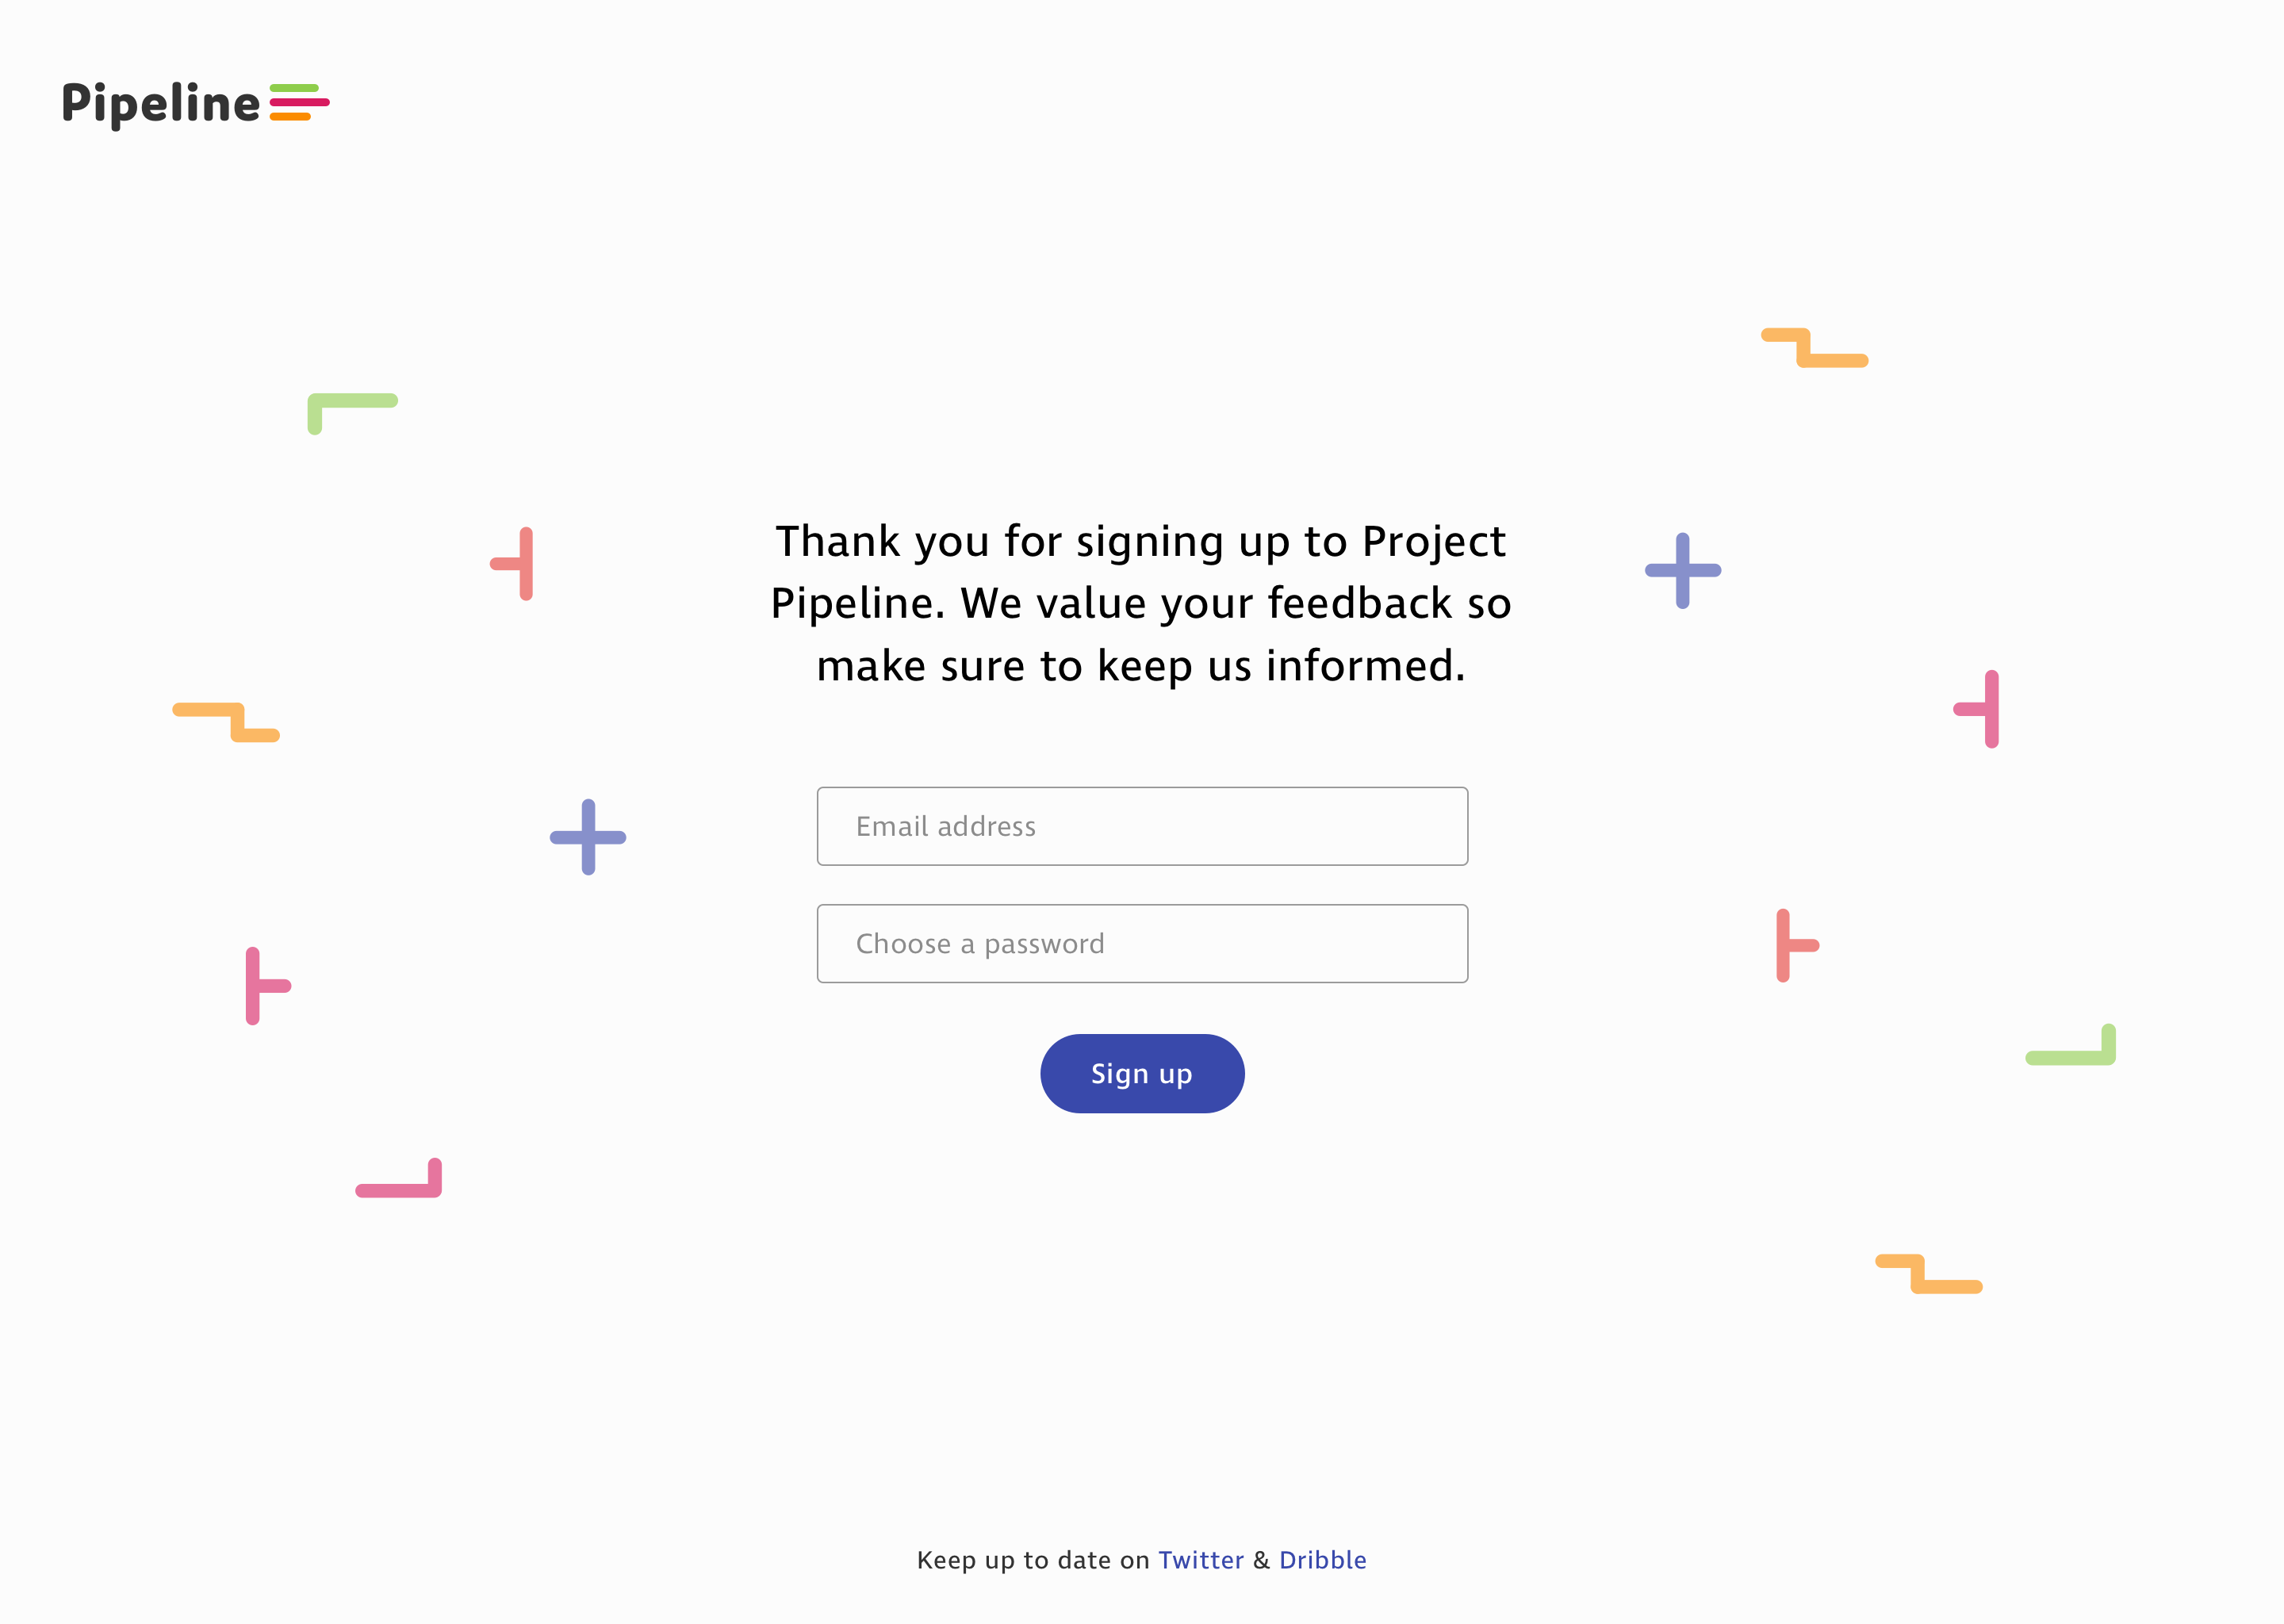 Pipeline
Thank you for signing up to Project
Pipeline. We value your feedback so
make sure to keep us informed.
Email address
Choose a password
Sign up
Keep up to date on Twitter & Dribble